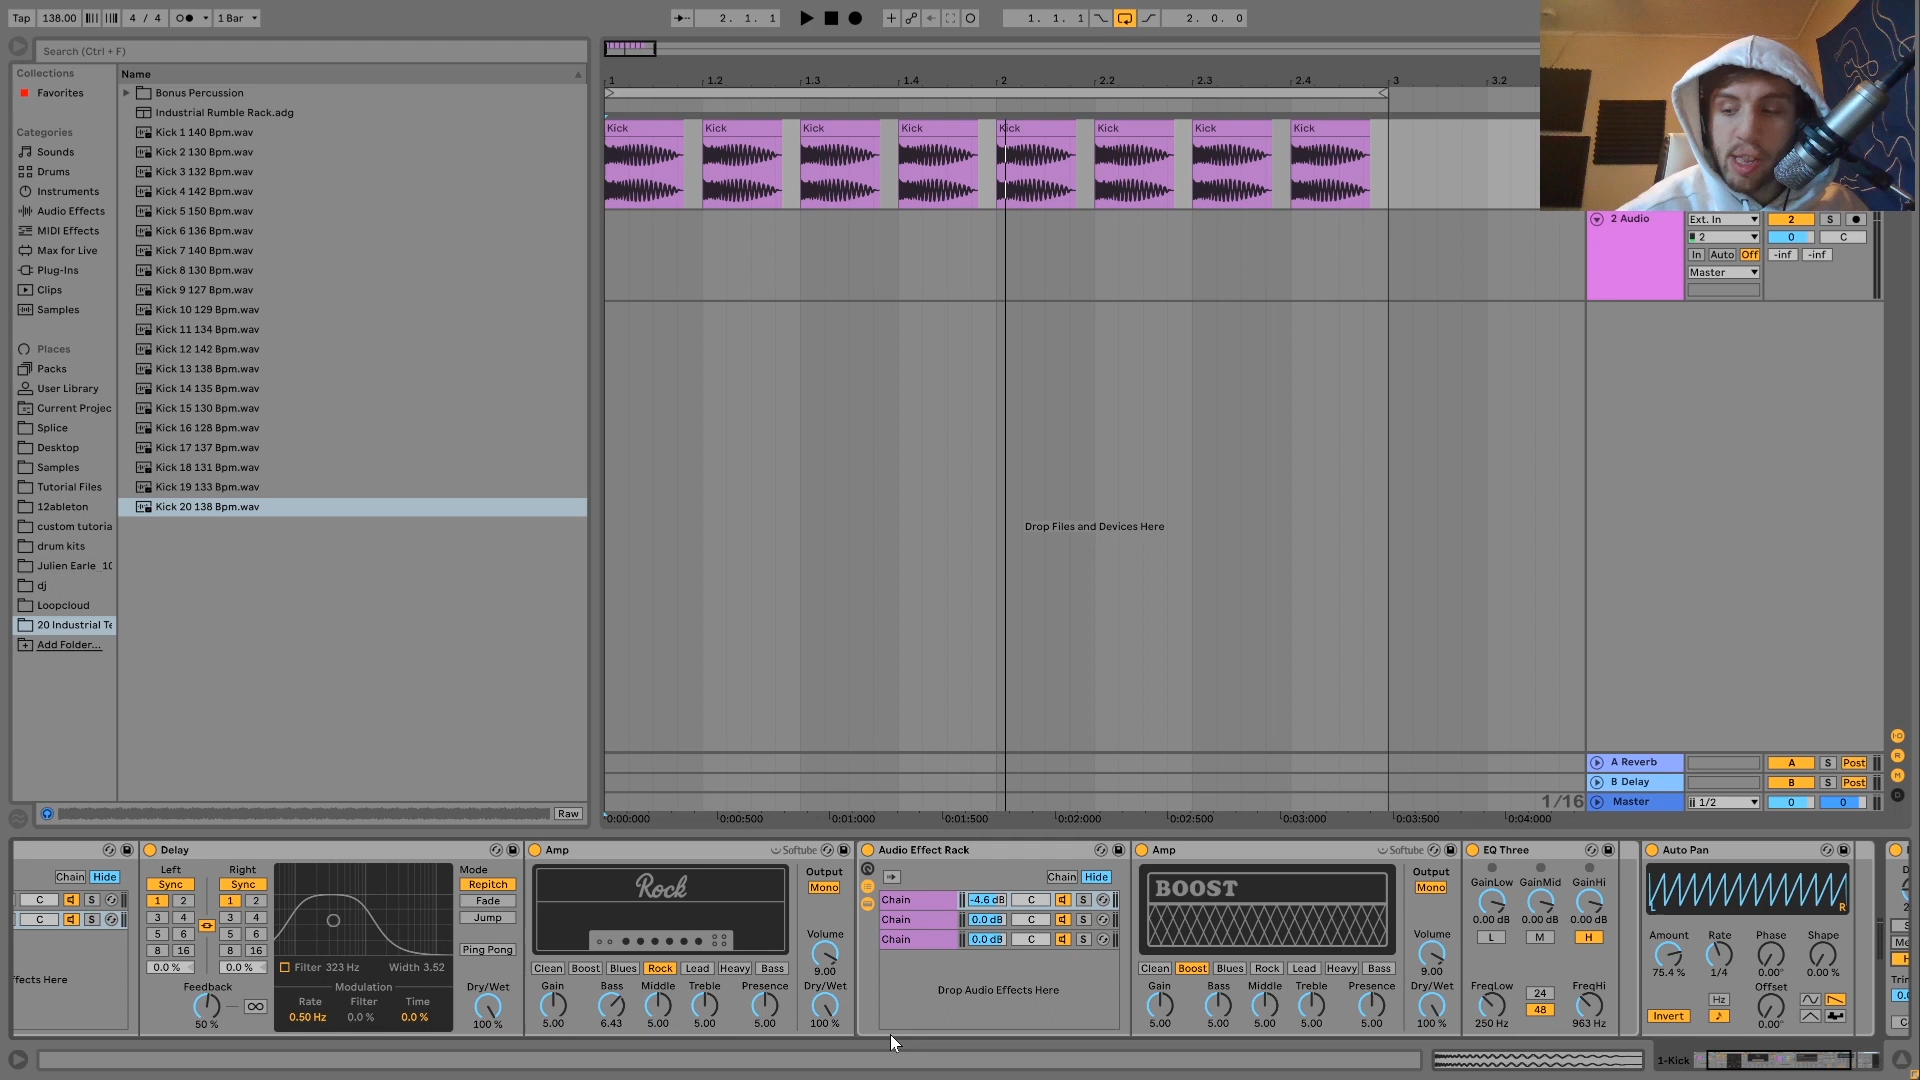 Tap 138.00 4 / 4 1 Bar 2. 1. 1 1. 1. 1 2. 0. 0
Search (Ctrl + F)
Collections
Favorites
Categories
Sounds
Drums
Instruments
Audio Effects
MIDI Effects
Max for Live
Plug-Ins
Clips
Samples
Places
Packs
User Library
Current Projec
Splice
Desktop
Samples
Tutorial Files
12ableton
custom tutoria
drum kits
Julien Earle_10
dj
Loopcloud
20 Industrial Te
Add Folder...
Name
Bonus Percussion
Industrial Rumble Rack.adg
Kick 1 140 Bpm.wav
Kick 2 130 Bpm.wav
Kick 3 132 Bpm.wav
Kick 4 142 Bpm.wav
Kick 5 150 Bpm.wav
Kick 6 136 Bpm.wav
Kick 7 140 Bpm.wav
Kick 8 130 Bpm.wav
Kick 9 127 Bpm.wav
Kick 10 129 Bpm.wav
Kick 11 134 Bpm.wav
Kick 12 142 Bpm.wav
Kick 13 138 Bpm.wav
Kick 14 135 Bpm.wav
Kick 15 130 Bpm.wav
Kick 16 128 Bpm.wav
Kick 17 137 Bpm.wav
Kick 18 131 Bpm.wav
Kick 19 133 Bpm.wav
Kick 20 138 Bpm.wav
Raw
1 1.2 1.3 1.4 2 2.2 2.3 2.4 3 3.2
Kick Kick Kick Kick Kick Kick Kick Kick
Drop Files and Devices Here
2 Audio Ext. In 2 S
2 0 C
In Auto Off -inf -inf
Master
A Reverb A S Post
B Delay B S Post
1/16 Master 1/2 0 0
0:00:000 0:00:500 0:01:000 0:01:500 0:02:000 0:02:500 0:03:000 0:03:500 0:04:000
Chain Hide
C S
C S
ffects Here
Delay
Left Right
Sync Sync
1 2 1 2
3 4 3 4
5 6 5 6
8 16 8 16
0.0 % 0.0 %
Feedback
50 %
Filter 323 Hz Width 3.52
Modulation
Rate Filter Time
0.50 Hz 0.0 % 0.0 %
Mode
Repitch
Fade
Jump
Ping Pong
Dry/Wet
100 %
Amp Softube
Rock
Clean Boost Blues Rock Lead Heavy Bass
Gain Bass Middle Treble Presence
5.00 6.43 5.00 5.00 5.00
Output
Mono
Volume
9.00
Dry/Wet
100 %
Audio Effect Rack
Chain Hide
Chain -4.6 dB C S
Chain 0.0 dB C S
Chain 0.0 dB C S
Drop Audio Effects Here
Amp Softube
BOOST
Clean Boost Blues Rock Lead Heavy Bass
Gain Bass Middle Treble Presence
5.00 5.00 5.00 5.00 5.00
Output
Mono
Volume
9.00
Dry/Wet
100 %
EQ Three
GainLow GainMid GainHi
0.00 dB 0.00 dB 0.00 dB
L M H
FreqLow 24 FreqHi
250 Hz 48 963 Hz
Auto Pan
L R
Amount Rate Phase Shape
75.4 % 1/4 0.00° 0.00 %
Hz Offset
Invert 0.00°
1-Kick